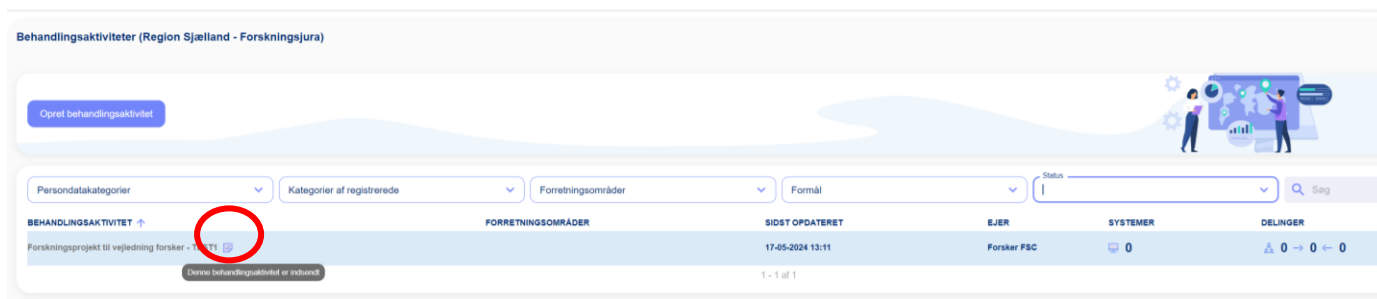 Behandlingsaktiviteter (Region Sjælland - Forskningsjura)
Opret behandlingsaktivitet
Persondatakategorier
Kategorier af registrerede
Forretningsområder
Formål
Status
Søg
BEHANDLINGSAKTIVITET ↑
FORRETNINGSOMRÅDER
SIDST OPDATERET
EJER
SYSTEMER
DELINGER
Forskningsprojekt til vejledning forsker - TEST1
17-05-2024 13:11
Forsker FSC
0
0 → 0 ← 0
Denne behandlingsaktivitet er indsendt
1 - 1 af 1